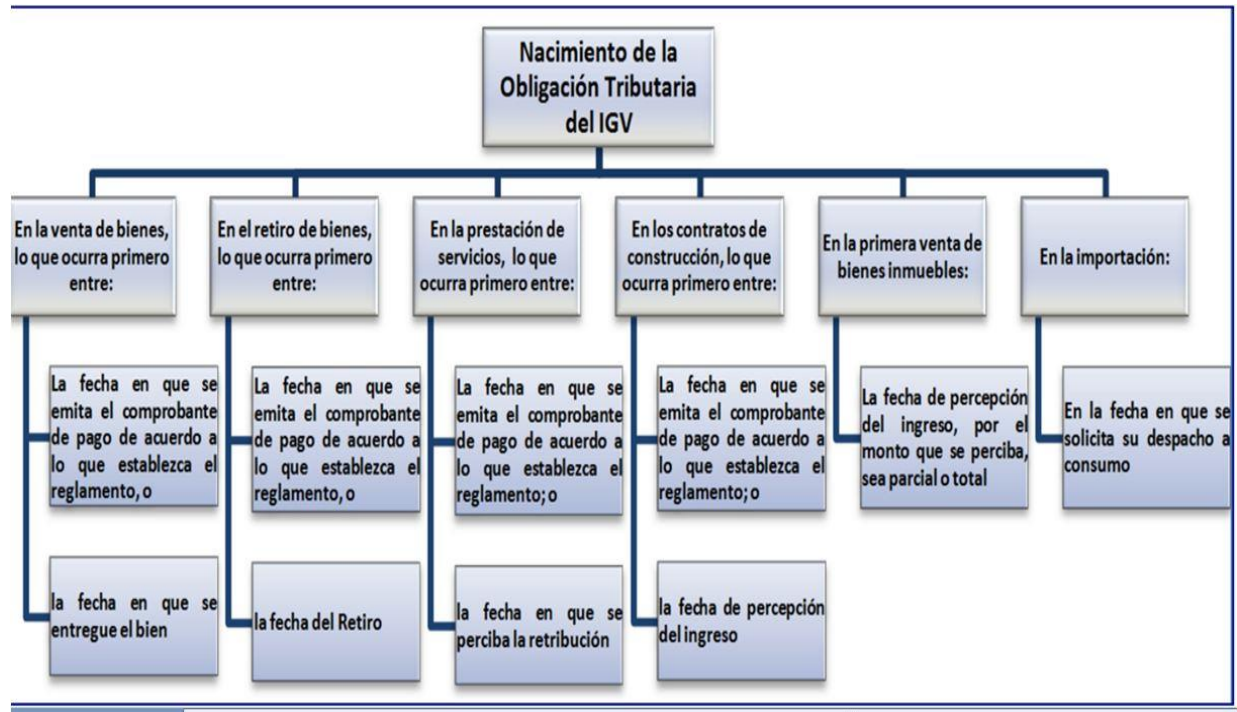 Nacimiento de la
Obligación Tributaria
del IGV
En la venta de bienes,
lo que ocurra primero
entre:
La fecha en que se
emita el comprobante
de pago de acuerdo a
lo que establezca el
reglamento, o
la fecha en que se
entregue el bien
En el retiro de bienes,
lo que ocurra primero
entre:
La fecha en que se
emita el comprobante
de pago de acuerdo a
lo que establezca el
reglamento, o
la fecha del Retiro
En la prestación de
servicios, lo que
ocurra primero entre:
La fecha en que se
emita el comprobante
de pago de acuerdo a
lo que establezca el
reglamento; o
la fecha en que se
perciba la retribución
En los contratos de
construcción, lo que
ocurra primero entre:
La fecha en que se
emita el comprobante
de pago de acuerdo a
lo que establezca el
reglamento; o
la fecha de percepción
del ingreso
En la primera venta de
bienes inmuebles:
La fecha de percepción
del ingreso, por el
monto que se perciba,
sea parcial o total
En la importación:
En la fecha en que se
solicita su despacho a
consumo